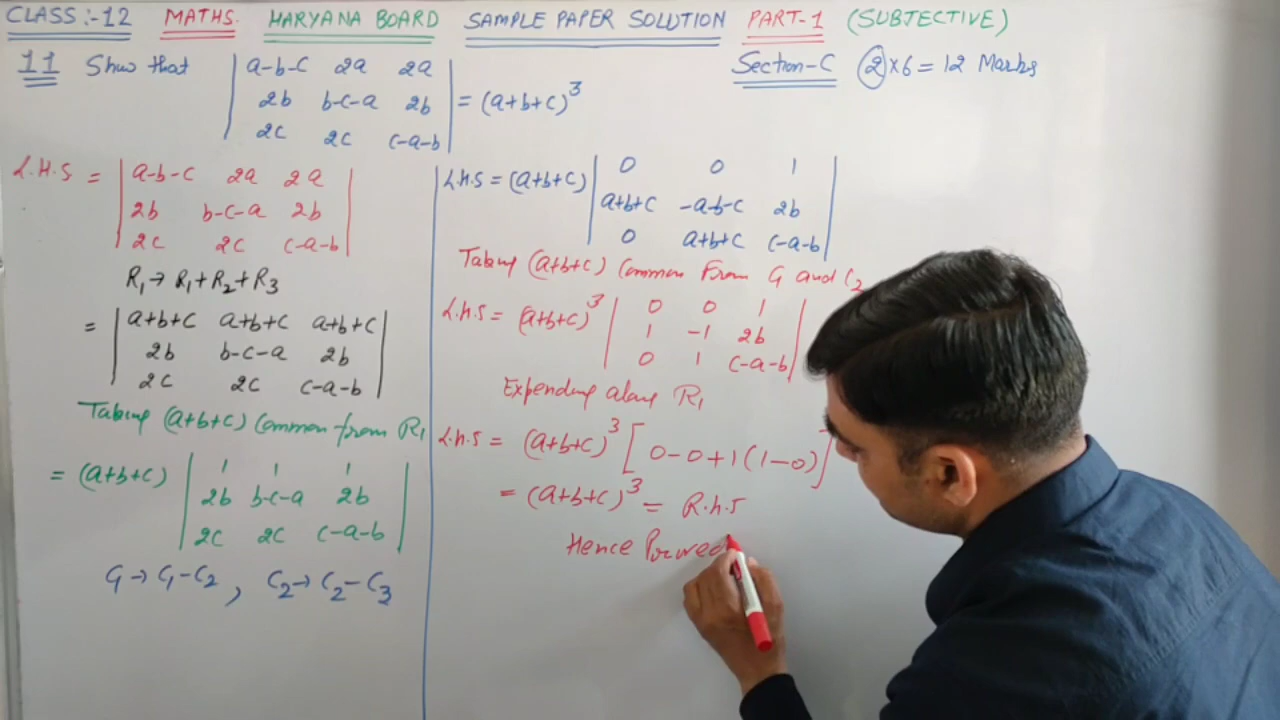 CLASS :-12 MATHS. HARYANA BOARD SAMPLE PAPER SOLUTION PART-1 (SUBJECTIVE)
11 Show that | a-b-c 2a 2a | Section-C (2)×6 = 12 Marks
| 2b b-c-a 2b | = (a+b+c)³
| 2c 2c c-a-b |
L.H.S = | a-b-c 2a 2a |
| 2b b-c-a 2b |
| 2c 2c c-a-b |
R₁→ R₁+R₂+R₃
= | a+b+c a+b+c a+b+c |
| 2b b-c-a 2b |
| 2c 2c c-a-b |
Taking (a+b+c) Common from R₁
= (a+b+c) | 1 1 1 |
| 2b b-c-a 2b |
| 2c 2c c-a-b |
C₁→ C₁-C₂ , C₂→ C₂-C₃
L.H.S = (a+b+c) | 0 0 1 |
| a+b+c -a-b-c 2b |
| 0 a+b+c c-a-b |
Taking (a+b+c) Common From C₁ and C₂
L.H.S = (a+b+c)³ | 0 0 1 |
| 1 -1 2b |
| 0 1 c-a-b |
Expending along R₁
L.H.S = (a+b+c)³ [ 0-0+1(1-0) ]
= (a+b+c)³ = R.H.S
Hence Proved